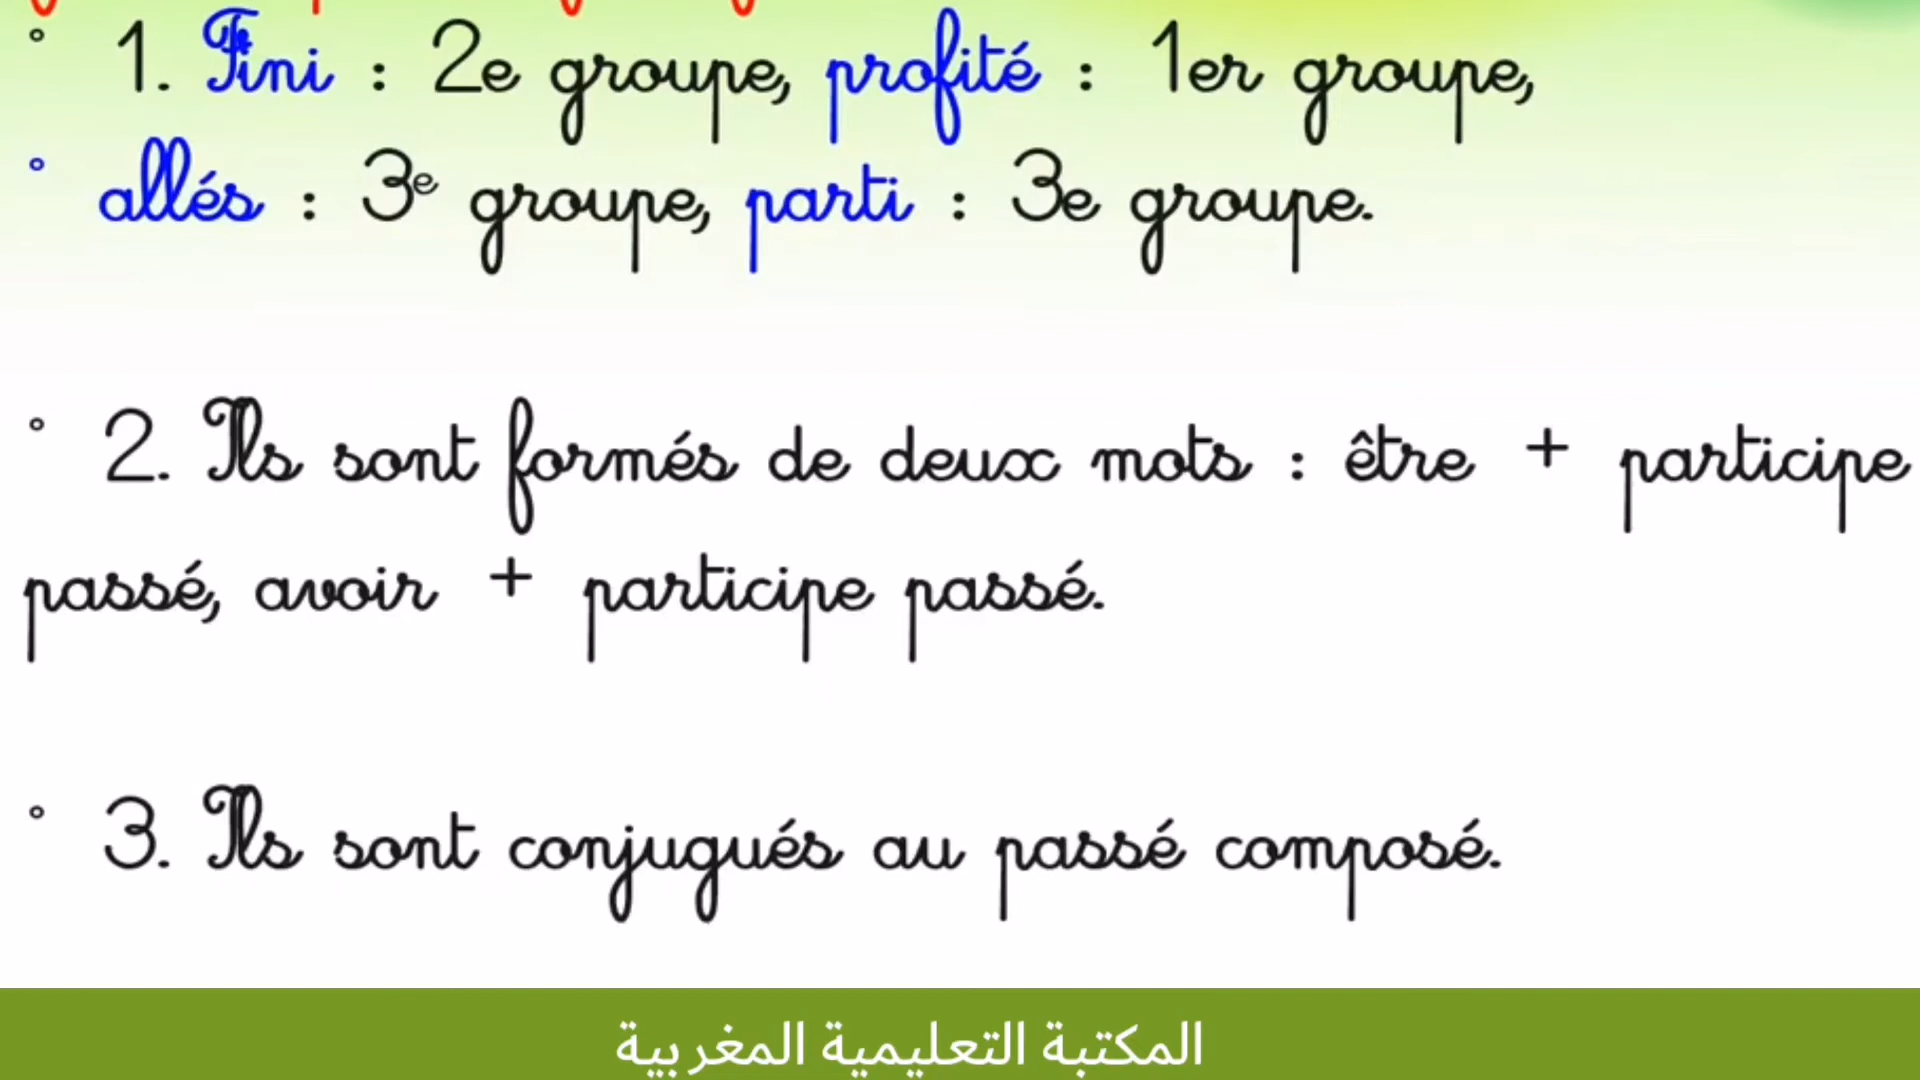 ° 1. Fini : 2e groupe, profité : 1er groupe,
° allés : 3e groupe, parti : 3e groupe.
° 2. Ils sont formés de deux mots : être + participe
passé, avoir + participe passé.
° 3. Ils sont conjugués au passé composé.
المكتبة التعليمية المغربية